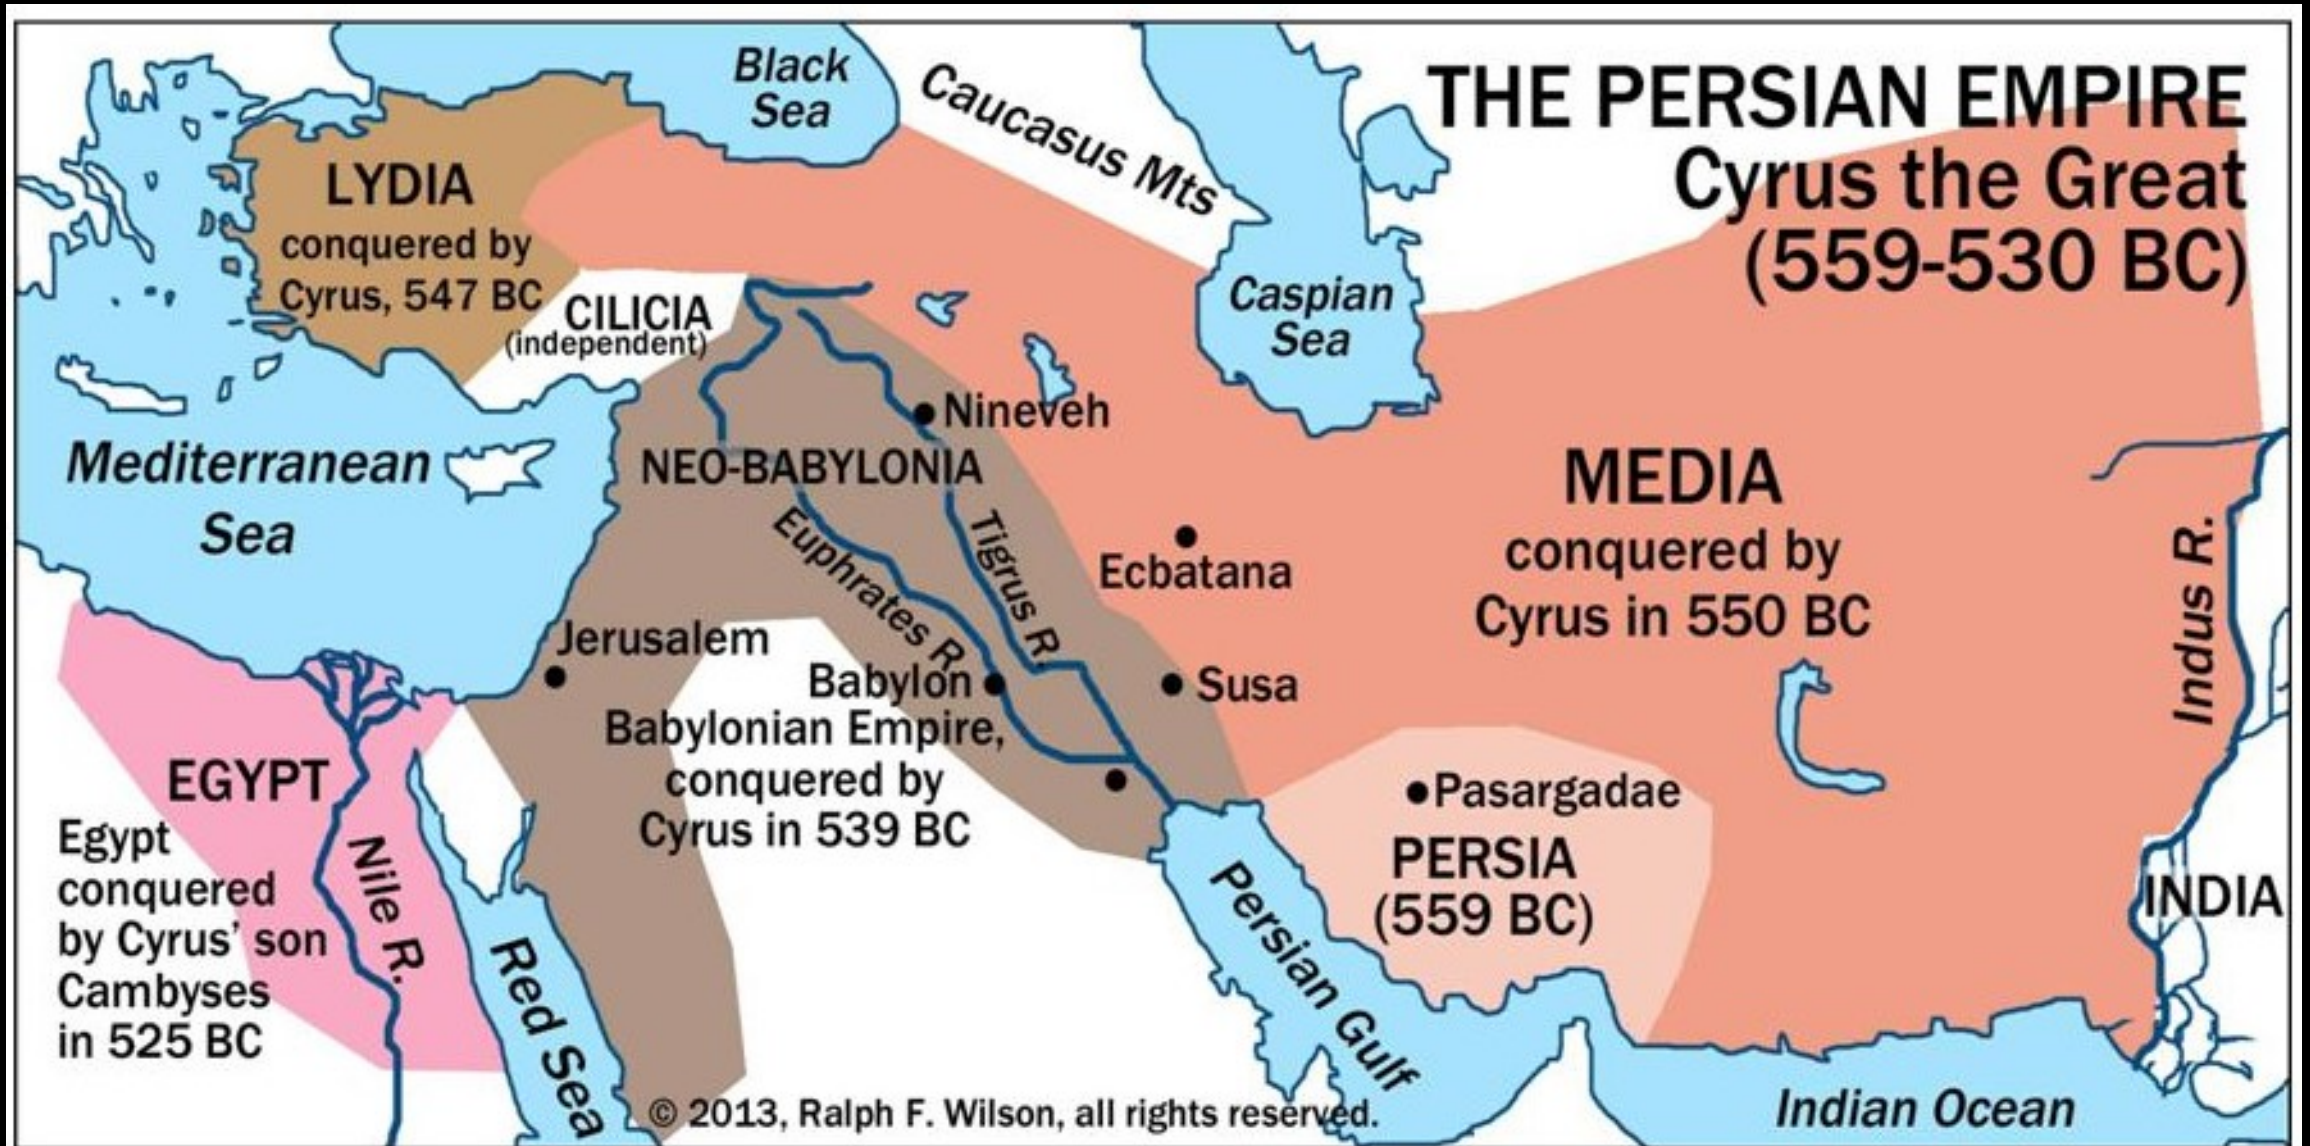 THE PERSIAN EMPIRE
Cyrus the Great
(559-530 BC)
Black
Sea
Caucasus Mts
Caspian
Sea
LYDIA
conquered by
Cyrus, 547 BC
CILICIA
(independent)
Mediterranean
Sea
Nineveh
NEO-BABYLONIA
Euphrates R.
Tigrus R.
Ecbatana
MEDIA
conquered by
Cyrus in 550 BC
Indus R.
Jerusalem
Babylon
Babylonian Empire,
conquered by
Cyrus in 539 BC
Susa
EGYPT
Egypt
conquered
by Cyrus’ son
Cambyses
in 525 BC
Nile R.
Red Sea
Pasargadae
PERSIA
(559 BC)
Persian Gulf
INDIA
Indian Ocean
© 2013, Ralph F. Wilson, all rights reserved.